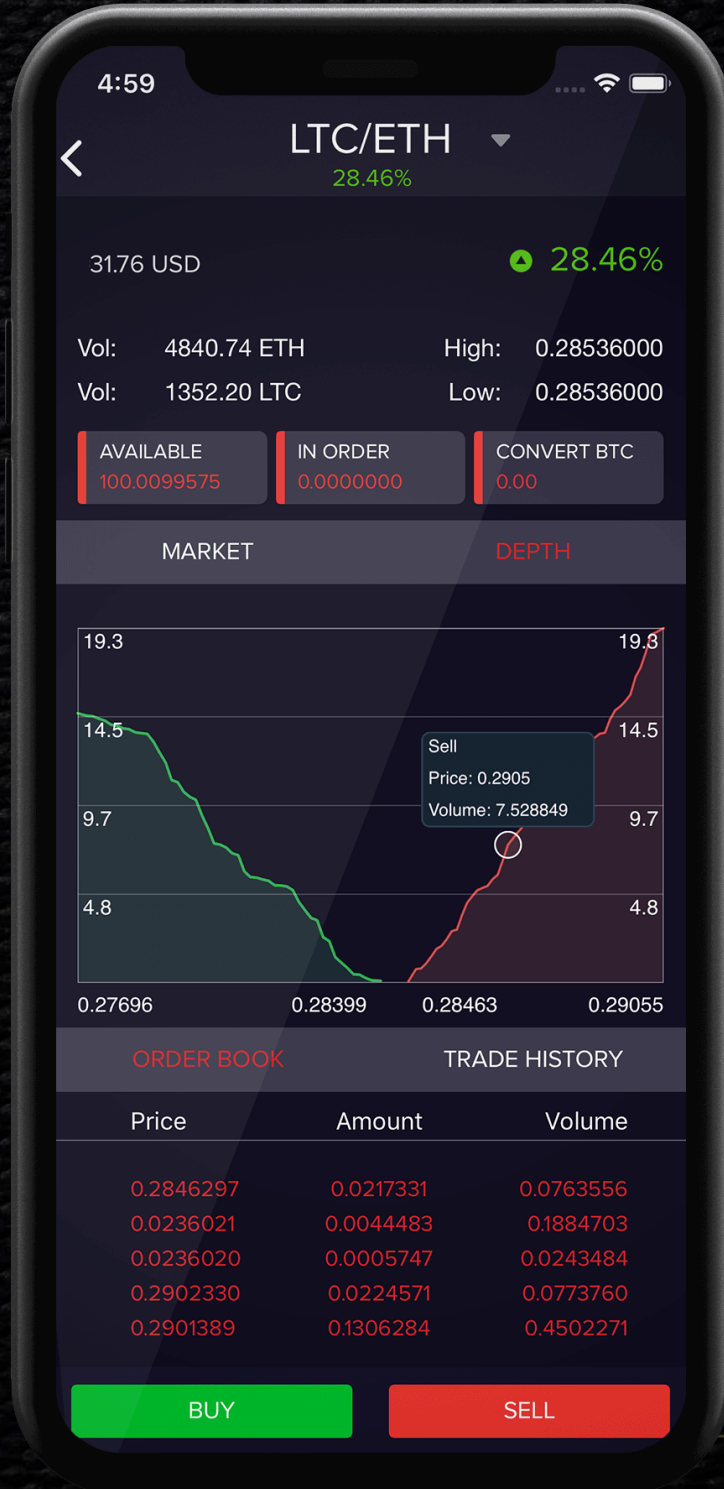 4:59
LTC/ETH
28.46%
31.76 USD 28.46%
Vol: 4840.74 ETH High: 0.28536000
Vol: 1352.20 LTC Low: 0.28536000
AVAILABLE IN ORDER CONVERT BTC
100.0099575 0.0000000 0.00
MARKET DEPTH
19.3 19.3
14.5 14.5
Sell
Price: 0.2905
Volume: 7.528849
9.7 9.7
4.8 4.8
0.27696 0.28399 0.28463 0.29055
ORDER BOOK TRADE HISTORY
Price Amount Volume
0.2846297 0.0217331 0.0763556
0.0236021 0.0044483 0.1884703
0.0236020 0.0005747 0.0243484
0.2902330 0.0224571 0.0773760
0.2901389 0.1306284 0.4502271
BUY SELL